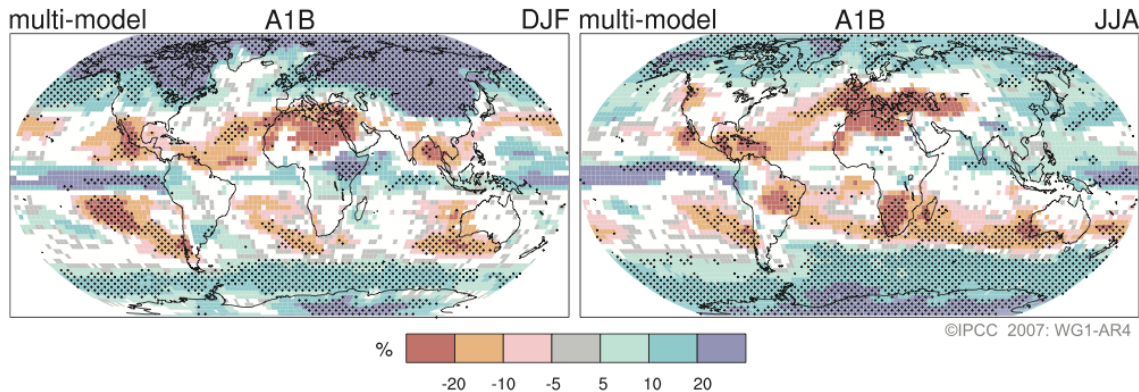 multi-model A1B DJF
multi-model A1B JJA
©IPCC 2007: WG1-AR4
%
-20 -10 -5 5 10 20